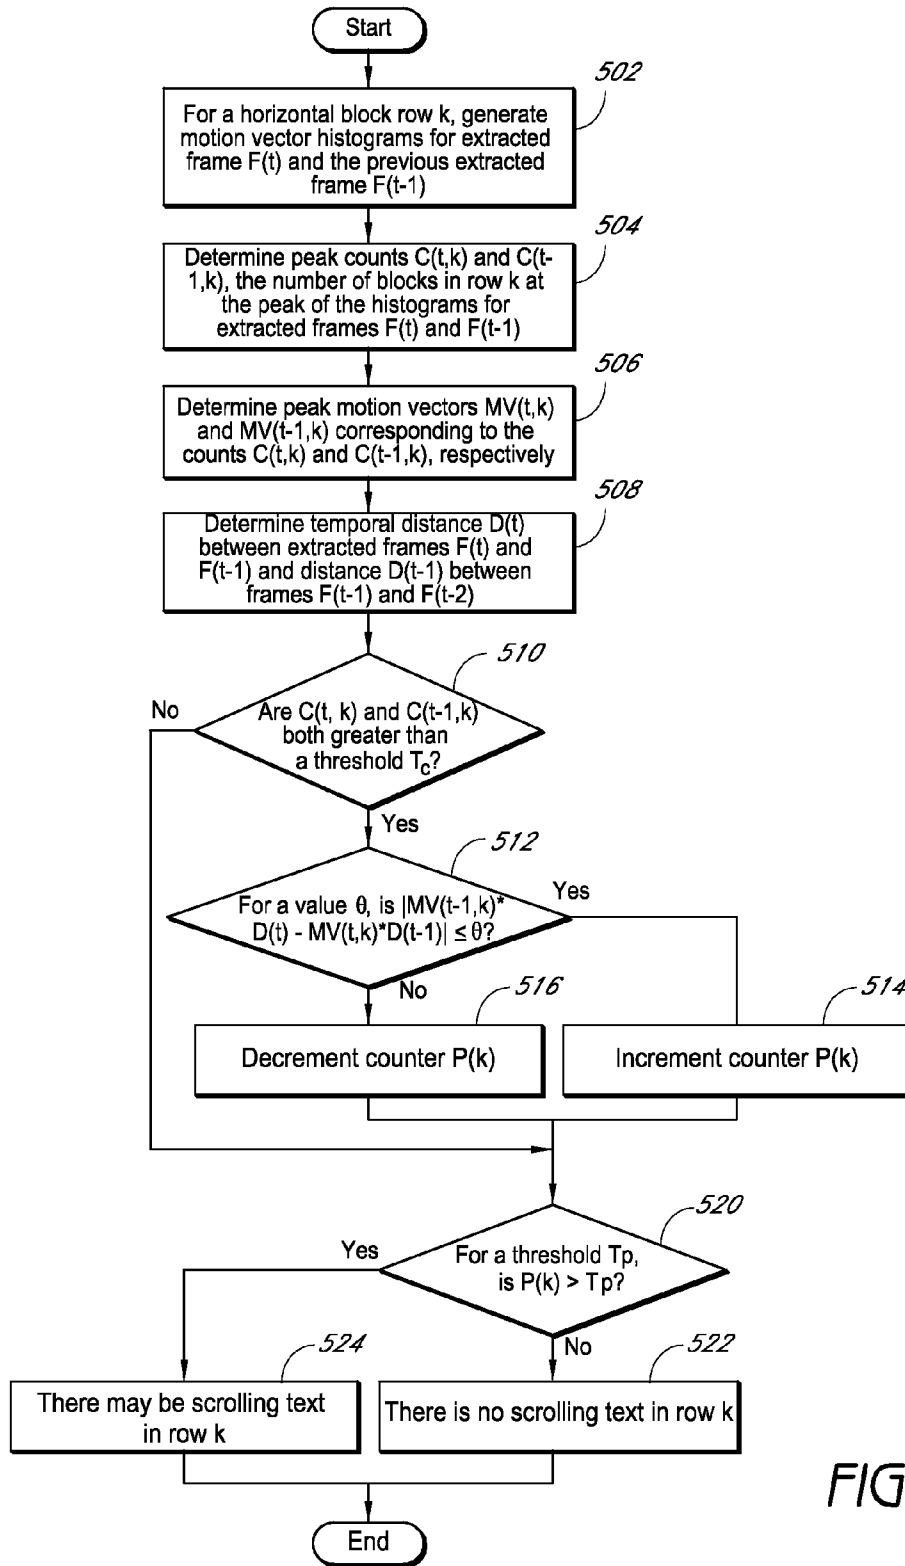 Start
502
For a horizontal block row k, generate
motion vector histograms for extracted
frame F(t) and the previous extracted
frame F(t-1)
504
Determine peak counts C(t,k) and C(t-
1,k), the number of blocks in row k at
the peak of the histograms for
extracted frames F(t) and F(t-1)
506
Determine peak motion vectors MV(t,k)
and MV(t-1,k) corresponding to the
counts C(t,k) and C(t-1,k), respectively
508
Determine temporal distance D(t)
between extracted frames F(t) and
F(t-1) and distance D(t-1) between
frames F(t-1) and F(t-2)
510
No
Are C(t, k) and C(t-1,k)
both greater than
a threshold Tc?
Yes
512
Yes
For a value θ, is |MV(t-1,k)*
D(t) - MV(t,k)*D(t-1)| ≤ θ?
No
516
514
Decrement counter P(k)
Increment counter P(k)
520
Yes
For a threshold Tp,
is P(k) > Tp?
No
524
522
There may be scrolling text
in row k
There is no scrolling text in row k
FIG
End